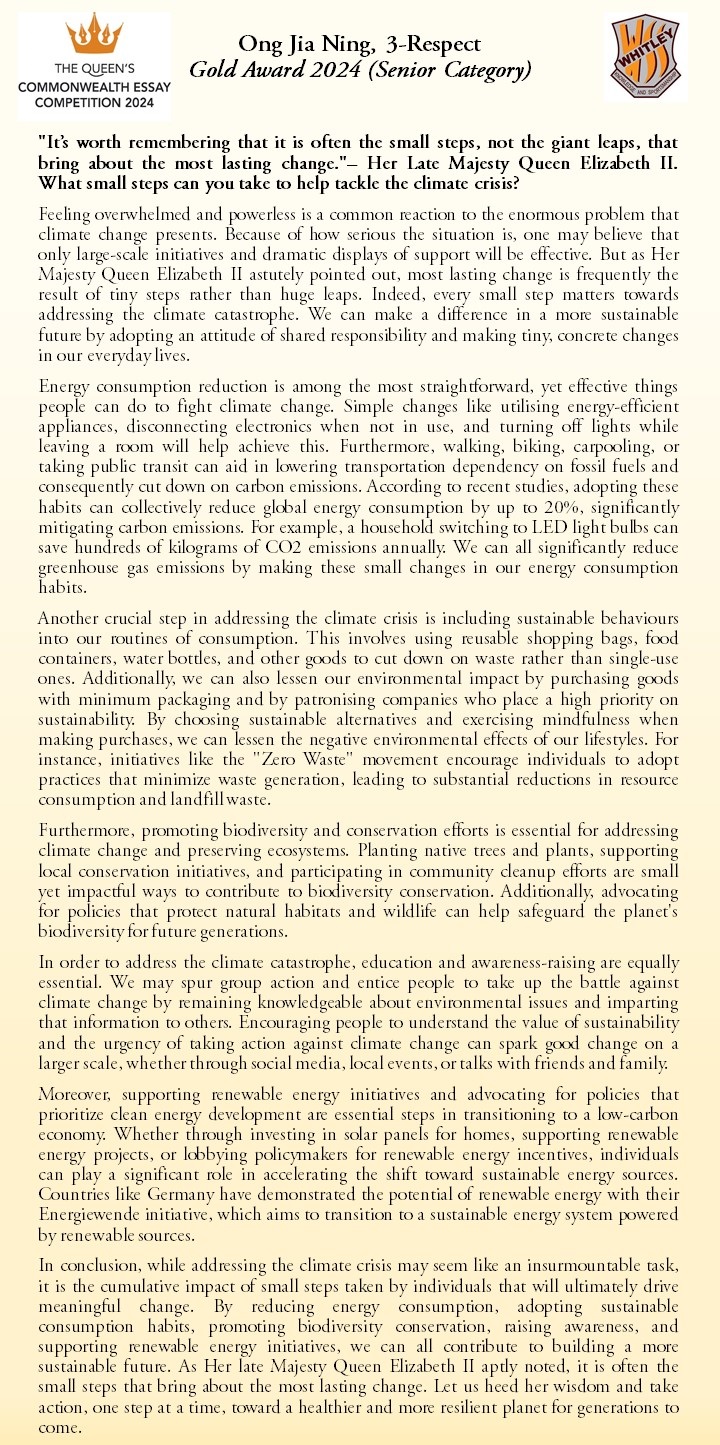 THE QUEEN'S
COMMONWEALTH ESSAY
COMPETITION 2024
Ong Jia Ning, 3-Respect
Gold Award 2024 (Senior Category)
WSS
WHITLEY
KNOWLEDGE AND SPORTSMANSHIP
"It's worth remembering that it is often the small steps, not the giant leaps, that
bring about the most lasting change."– Her Late Majesty Queen Elizabeth II.
What small steps can you take to help tackle the climate crisis?
Feeling overwhelmed and powerless is a common reaction to the enormous problem that
climate change presents. Because of how serious the situation is, one may believe that
only large-scale initiatives and dramatic displays of support will be effective. But as Her
Majesty Queen Elizabeth II astutely pointed out, most lasting change is frequently the
result of tiny steps rather than huge leaps. Indeed, every small step matters towards
addressing the climate catastrophe. We can make a difference in a more sustainable
future by adopting an attitude of shared responsibility and making tiny, concrete changes
in our everyday lives.
Energy consumption reduction is among the most straightforward, yet effective things
people can do to fight climate change. Simple changes like utilising energy-efficient
appliances, disconnecting electronics when not in use, and turning off lights while
leaving a room will help achieve this. Furthermore, walking, biking, carpooling, or
taking public transit can aid in lowering transportation dependency on fossil fuels and
consequently cut down on carbon emissions. According to recent studies, adopting these
habits can collectively reduce global energy consumption by up to 20%, significantly
mitigating carbon emissions. For example, a household switching to LED light bulbs can
save hundreds of kilograms of CO2 emissions annually. We can all significantly reduce
greenhouse gas emissions by making these small changes in our energy consumption
habits.
Another crucial step in addressing the climate crisis is including sustainable behaviours
into our routines of consumption. This involves using reusable shopping bags, food
containers, water bottles, and other goods to cut down on waste rather than single-use
ones. Additionally, we can also lessen our environmental impact by purchasing goods
with minimum packaging and by patronising companies who place a high priority on
sustainability. By choosing sustainable alternatives and exercising mindfulness when
making purchases, we can lessen the negative environmental effects of our lifestyles. For
instance, initiatives like the "Zero Waste" movement encourage individuals to adopt
practices that minimize waste generation, leading to substantial reductions in resource
consumption and landfill waste.
Furthermore, promoting biodiversity and conservation efforts is essential for addressing
climate change and preserving ecosystems. Planting native trees and plants, supporting
local conservation initiatives, and participating in community cleanup efforts are small
yet impactful ways to contribute to biodiversity conservation. Additionally, advocating
for policies that protect natural habitats and wildlife can help safeguard the planet's
biodiversity for future generations.
In order to address the climate catastrophe, education and awareness-raising are equally
essential. We may spur group action and entice people to take up the battle against
climate change by remaining knowledgeable about environmental issues and imparting
that information to others. Encouraging people to understand the value of sustainability
and the urgency of taking action against climate change can spark good change on a
larger scale, whether through social media, local events, or talks with friends and family.
Moreover, supporting renewable energy initiatives and advocating for policies that
prioritize clean energy development are essential steps in transitioning to a low-carbon
economy. Whether through investing in solar panels for homes, supporting renewable
energy projects, or lobbying policymakers for renewable energy incentives, individuals
can play a significant role in accelerating the shift toward sustainable energy sources.
Countries like Germany have demonstrated the potential of renewable energy with their
Energiewende initiative, which aims to transition to a sustainable energy system powered
by renewable sources.
In conclusion, while addressing the climate crisis may seem like an insurmountable task,
it is the cumulative impact of small steps taken by individuals that will ultimately drive
meaningful change. By reducing energy consumption, adopting sustainable
consumption habits, promoting biodiversity conservation, raising awareness, and
supporting renewable energy initiatives, we can all contribute to building a more
sustainable future. As Her late Majesty Queen Elizabeth II aptly noted, it is often the
small steps that bring about the most lasting change. Let us heed her wisdom and take
action, one step at a time, toward a healthier and more resilient planet for generations to
come.